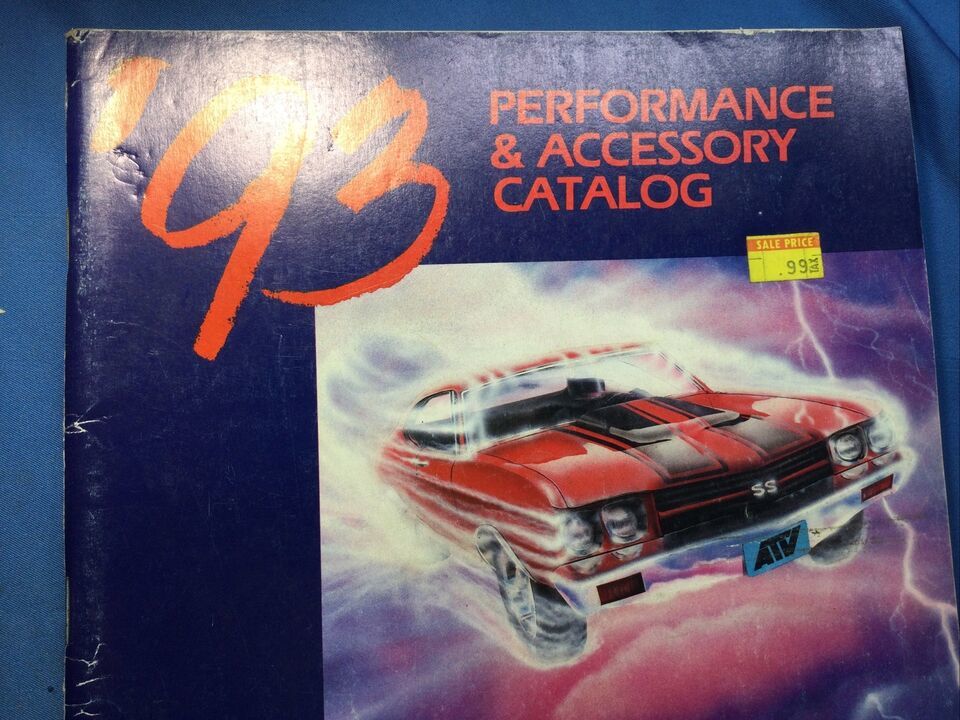 '93
PERFORMANCE
& ACCESSORY
CATALOG
SALE PRICE
.99
TAX
SS
ATV